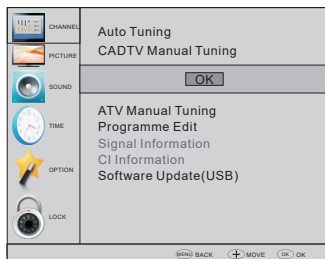 CHANNEL
PICTURE
SOUND
TIME
OPTION
LOCK
Auto Tuning
CADTV Manual Tuning
OK
ATV Manual Tuning
Programme Edit
Signal Information
CI Information
Software Update(USB)
MENU BACK MOVE OK OK